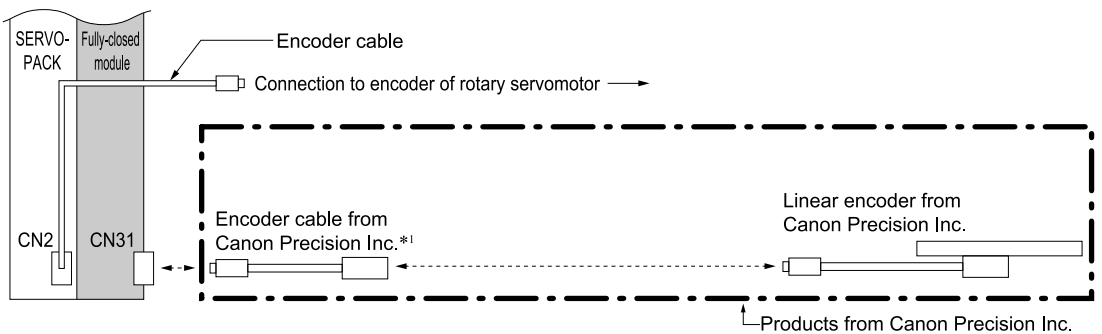 SERVO-
PACK
Fully-closed
module
Encoder cable
Connection to encoder of rotary servomotor
CN2
CN31
Encoder cable from
Canon Precision Inc.*1
Linear encoder from
Canon Precision Inc.
Products from Canon Precision Inc.